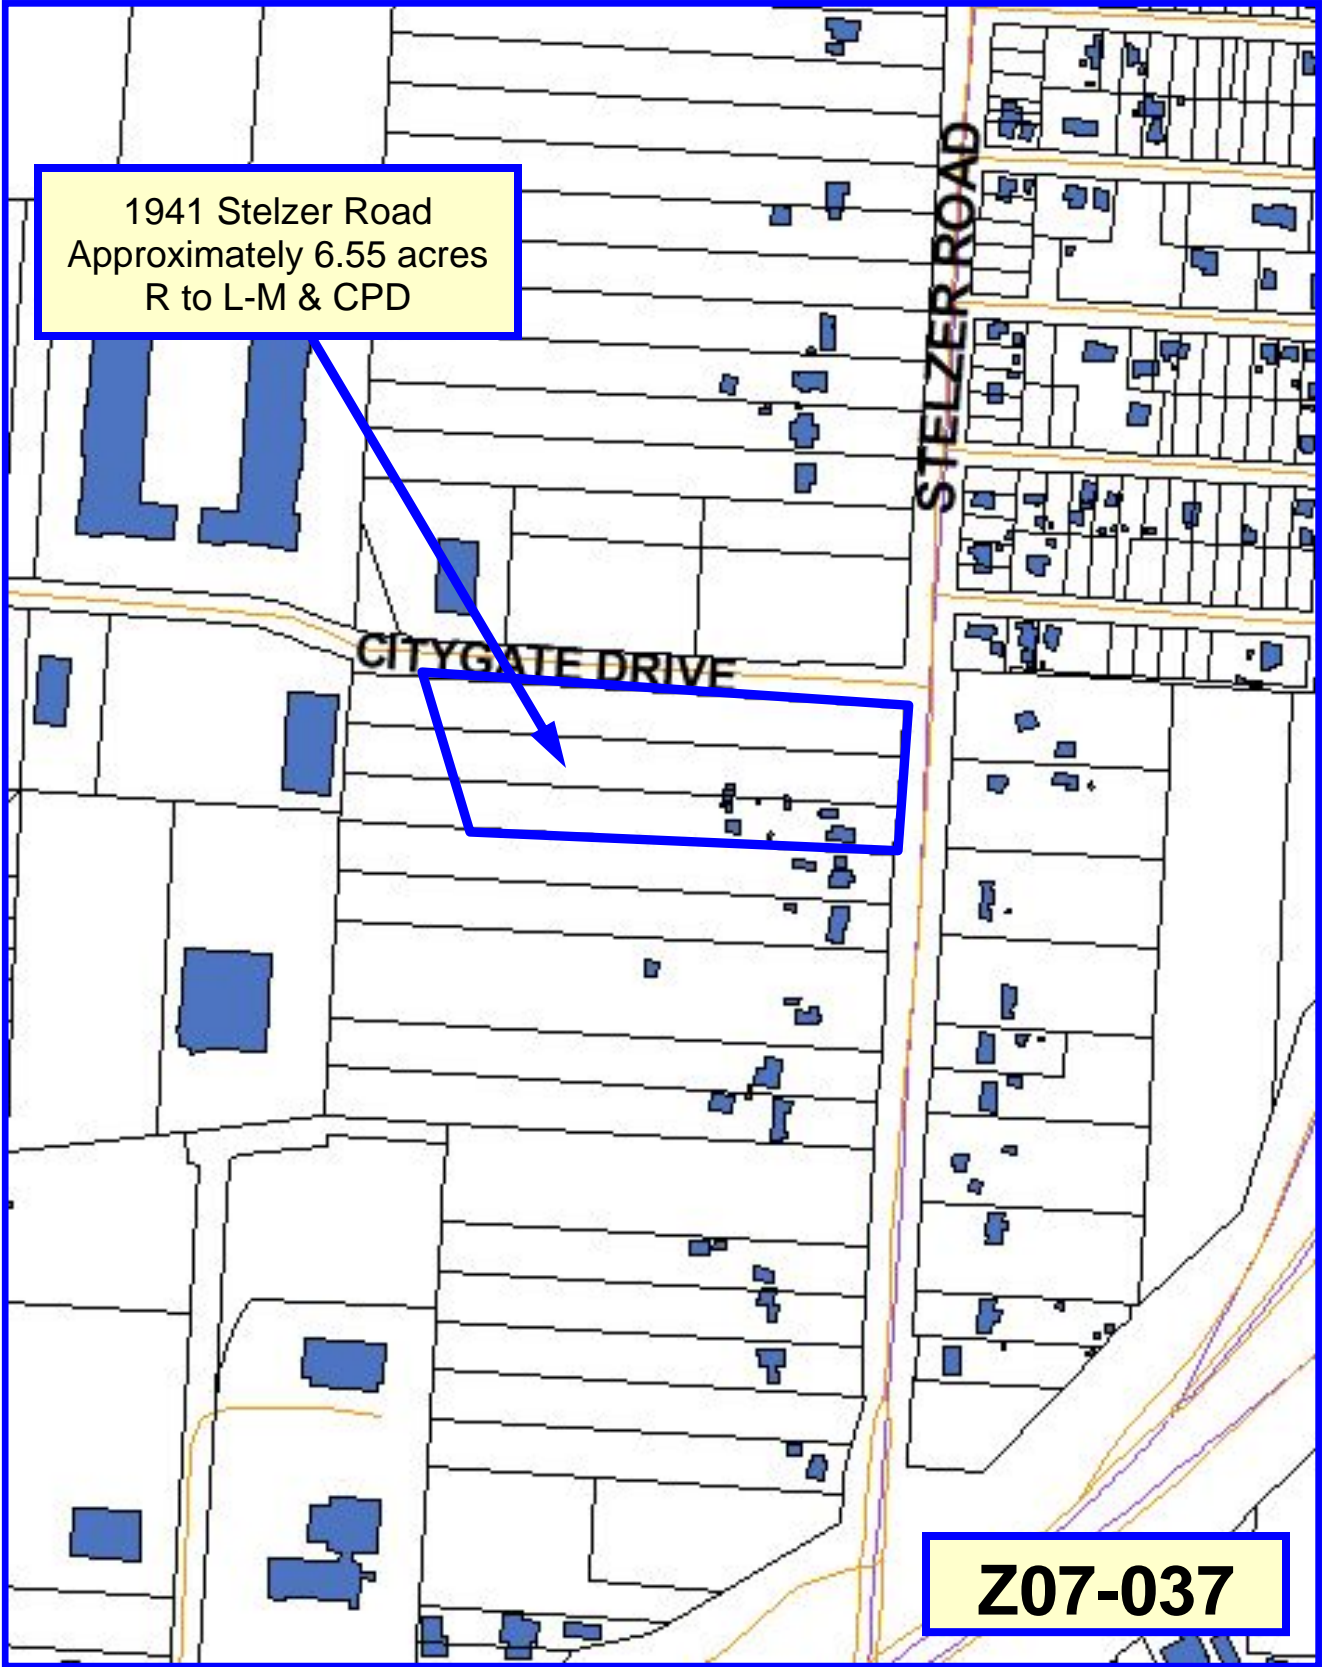 1941 Stelzer Road
Approximately 6.55 acres
R to L-M & CPD
STELZER ROAD
CITYGATE DRIVE
Z07-037